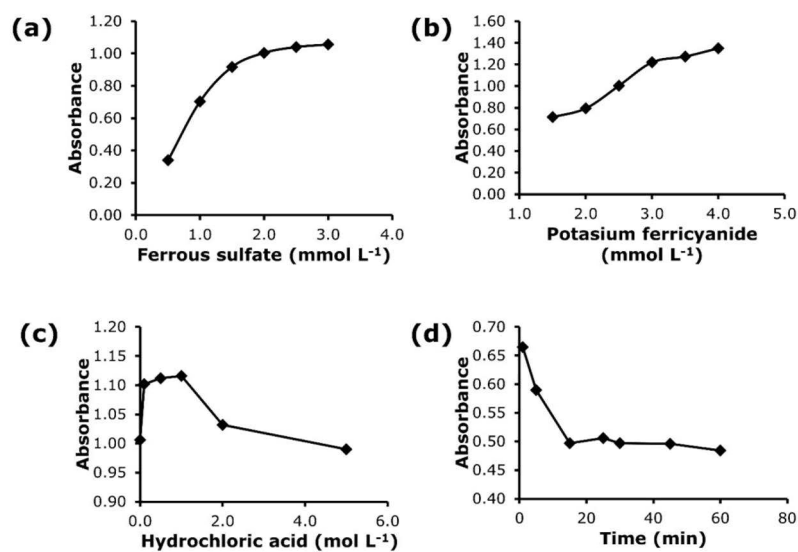 (a)
Absorbance
1.20
1.00
0.80
0.60
0.40
0.20
0.00
0.0 1.0 2.0 3.0 4.0
Ferrous sulfate (mmol L-1)
(b)
Absorbance
1.60
1.40
1.20
1.00
0.80
0.60
0.40
0.20
0.00
1.0 2.0 3.0 4.0 5.0
Potasium ferricyanide
(mmol L-1)
(c)
Absorbance
1.20
1.15
1.10
1.05
1.00
0.95
0.90
0.0 2.0 4.0 6.0
Hydrochloric acid (mol L-1)
(d)
Absorbance
0.70
0.65
0.60
0.55
0.50
0.45
0.40
0 20 40 60 80
Time (min)